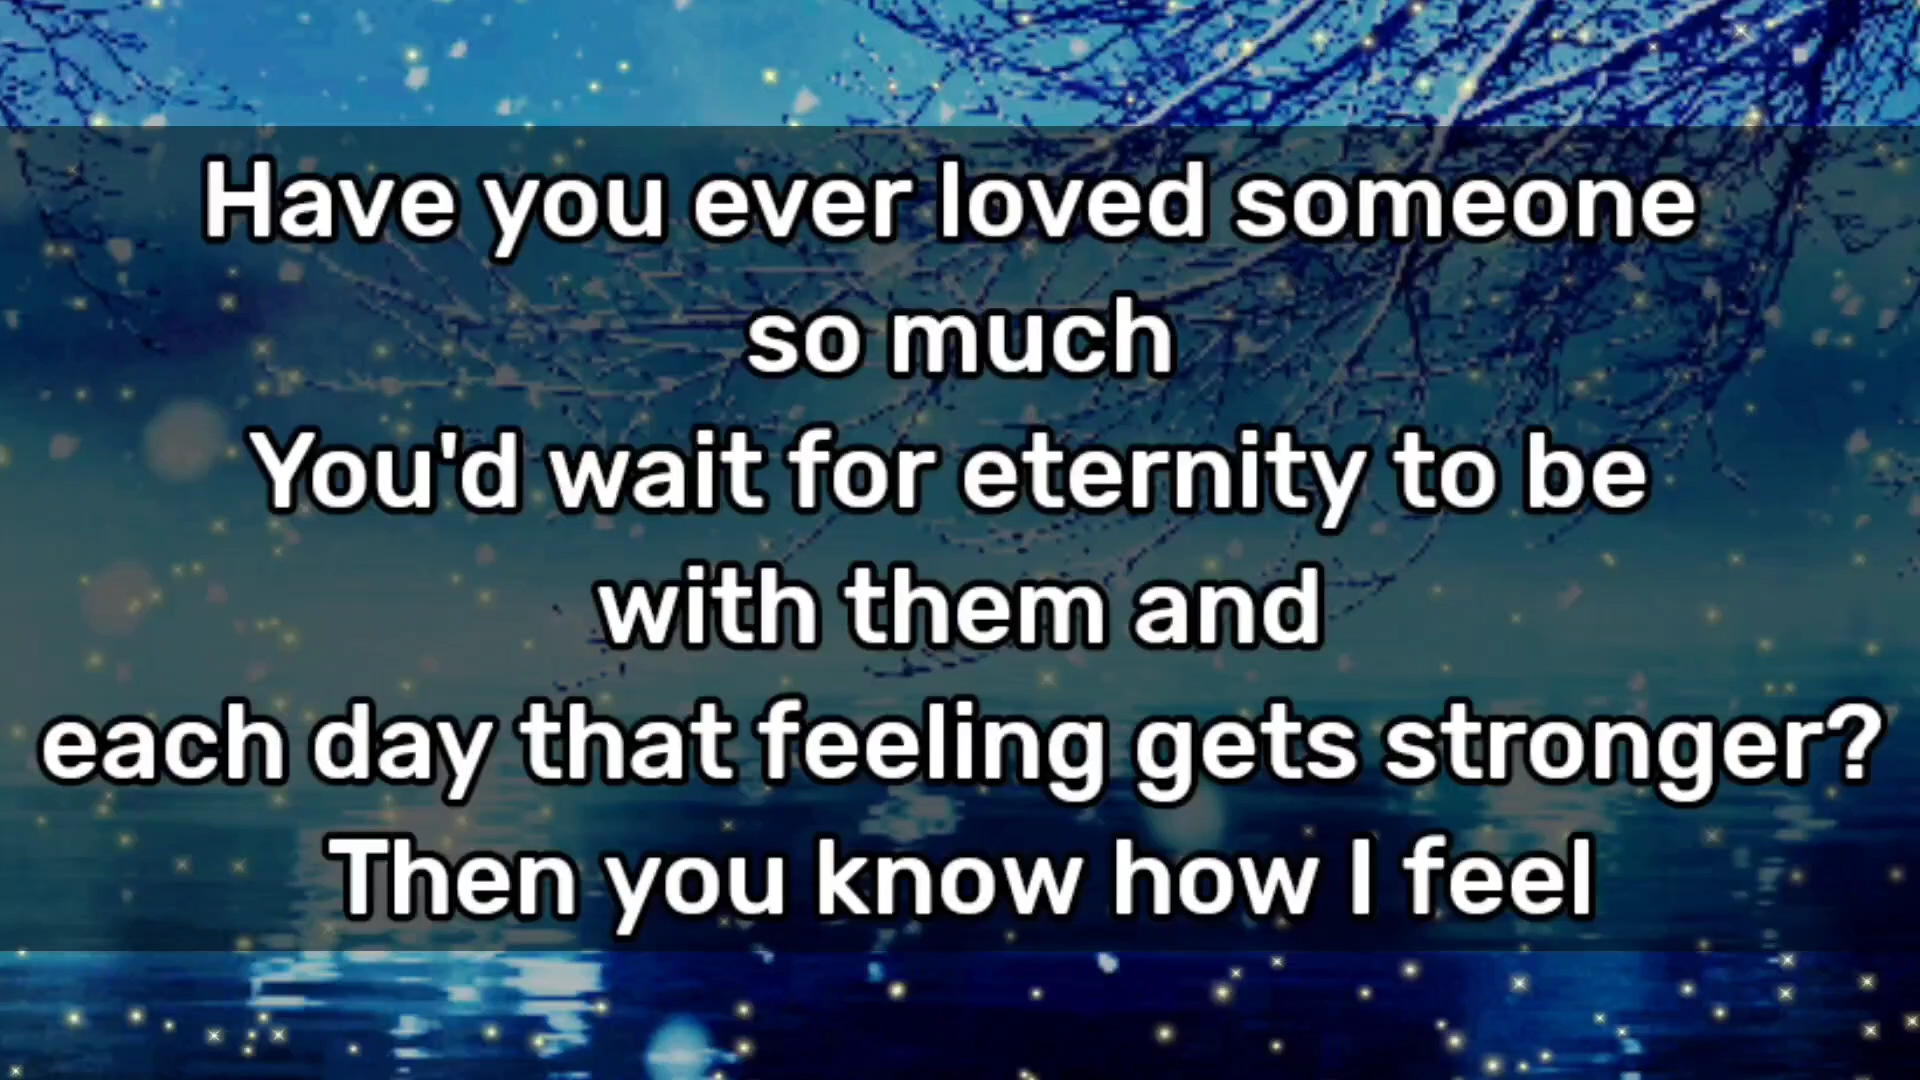 Have you ever loved someone
so much
You'd wait for eternity to be
with them and
each day that feeling gets stronger?
Then you know how I feel